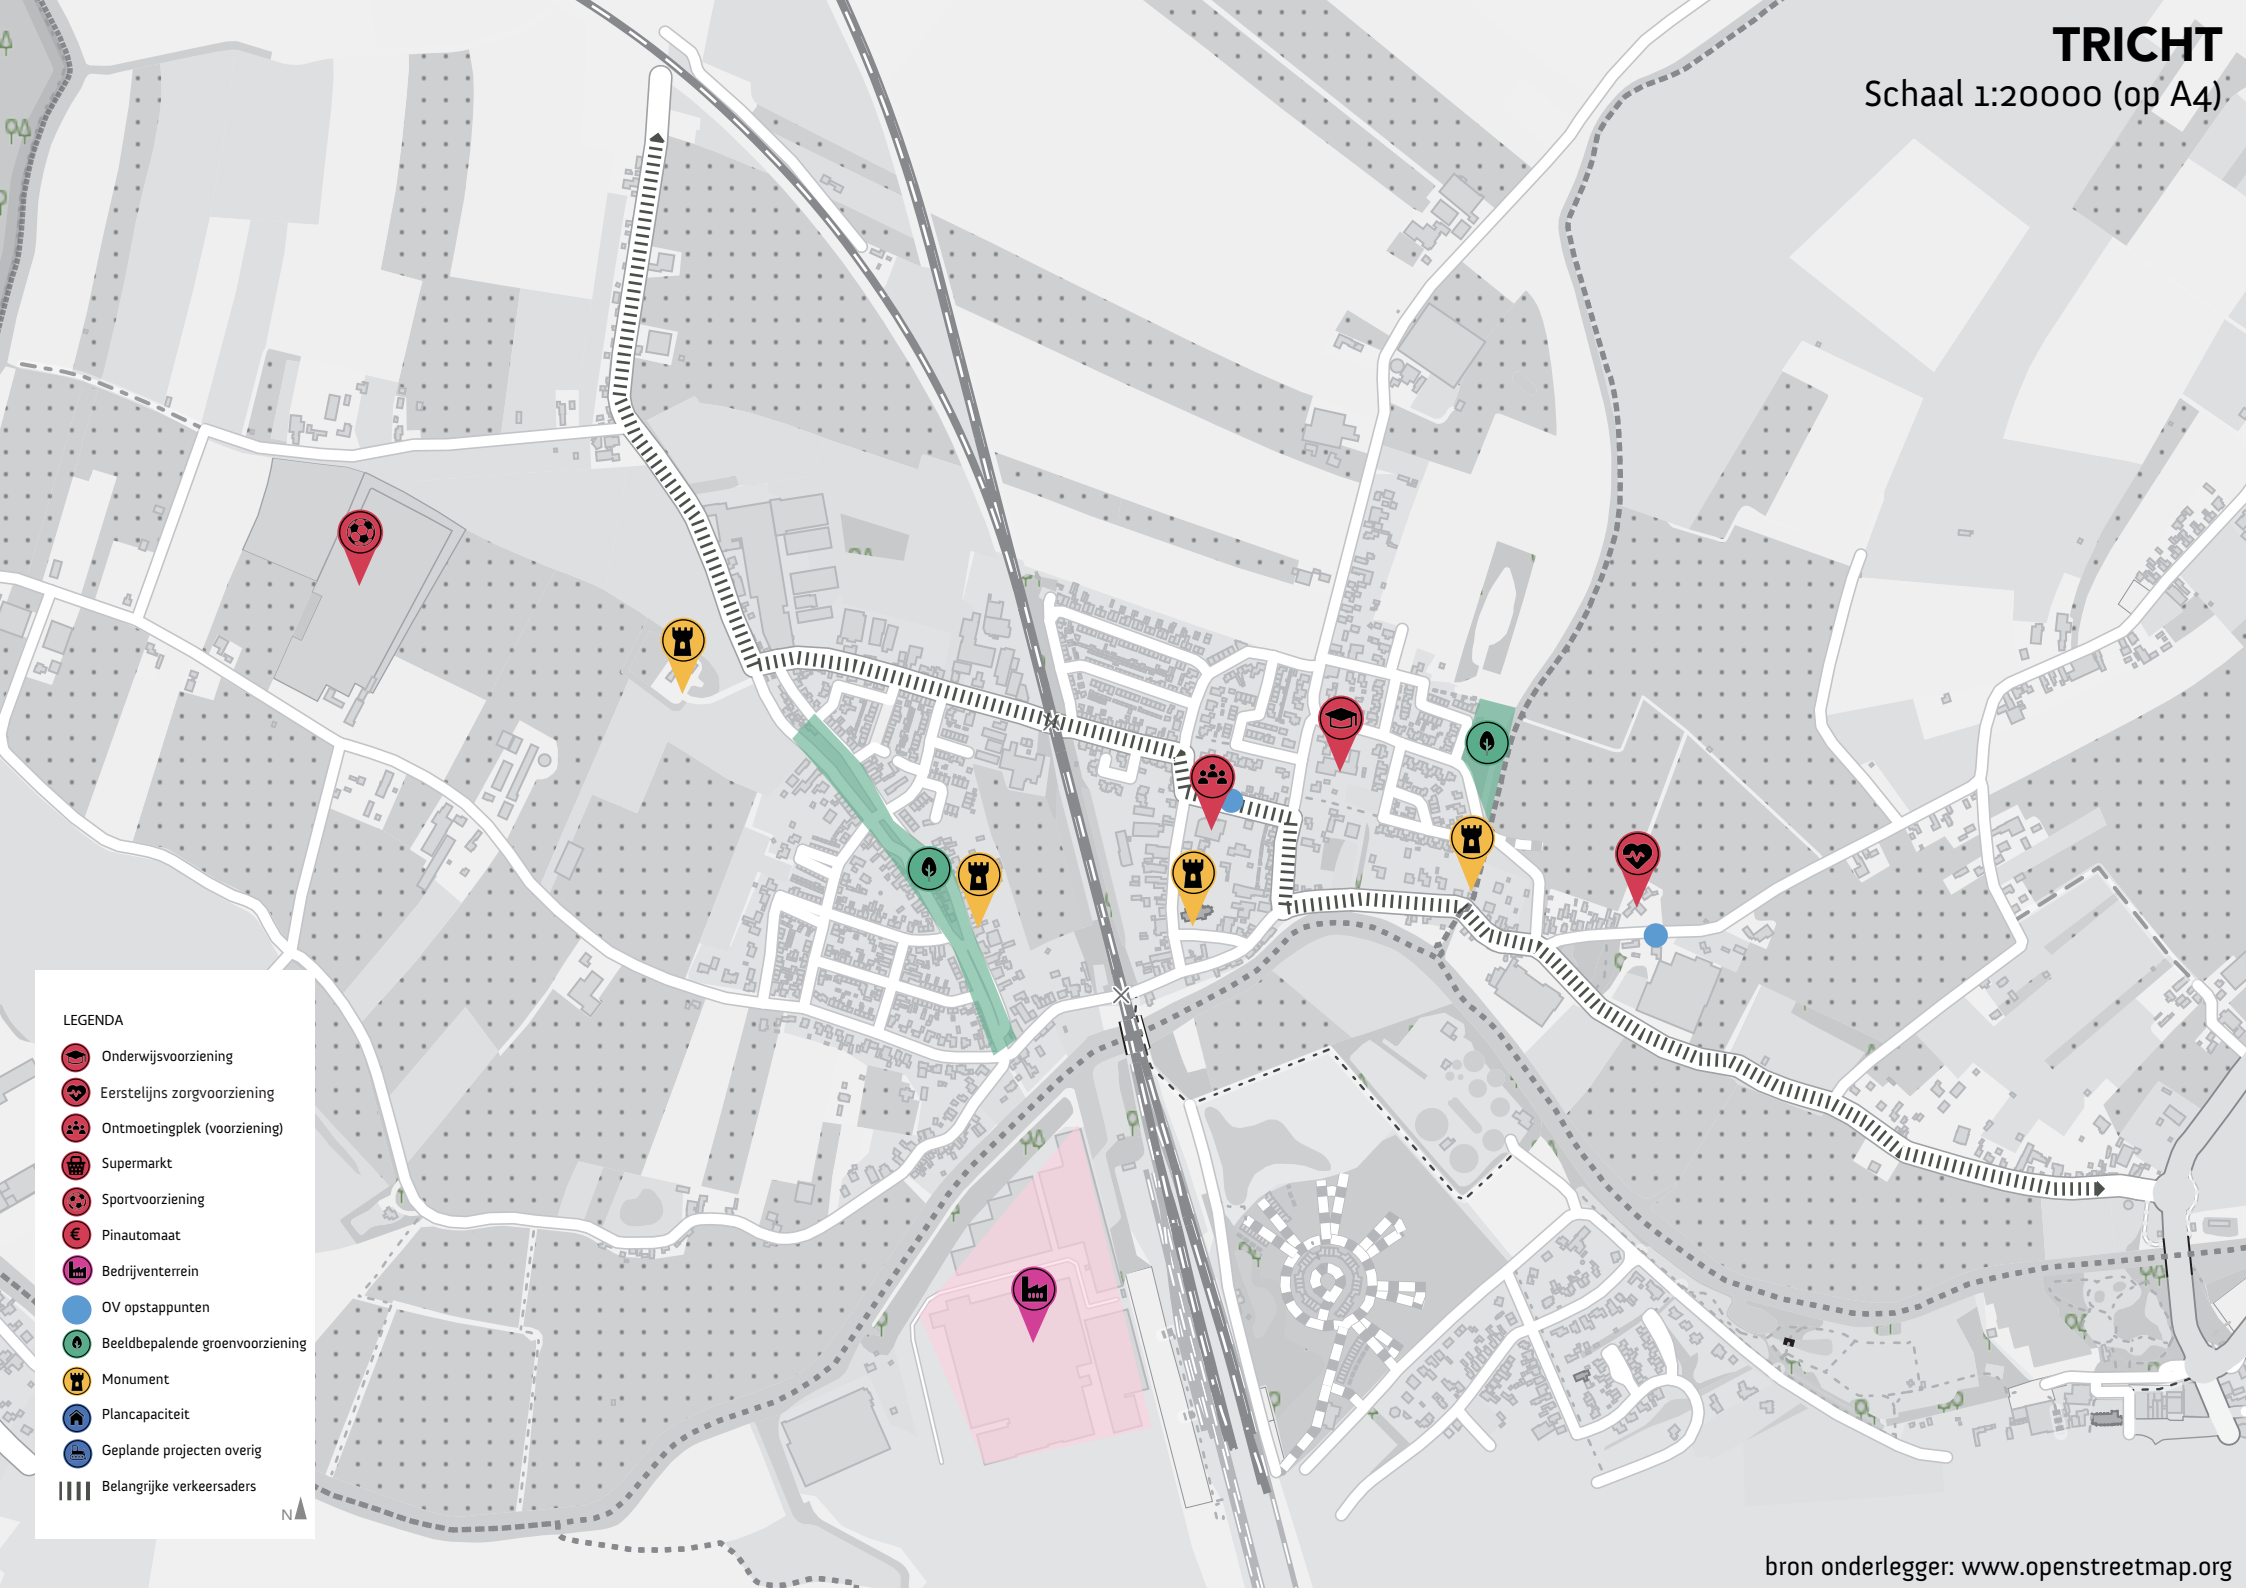 TRICHT
Schaal 1:20000 (op A4)
LEGENDA
Onderwijsvoorziening
Eerstelijns zorgvoorziening
Ontmoetingplek (voorziening)
Supermarkt
Sportvoorziening
€ Pinautomaat
Bedrijventerrein
OV opstappunten
Beeldbepalende groenvoorziening
Monument
Plancapaciteit
Geplande projecten overig
Belangrijke verkeersaders
N
bron onderlegger: www.openstreetmap.org